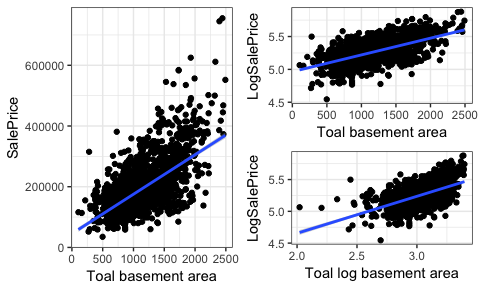 SalePrice
600000
400000
200000
0
0 500 1000 1500 2000 2500
Toal basement area
LogSalePrice
5.5
5.0
4.5
0 500 1000 1500 2000 2500
Toal basement area
LogSalePrice
5.5
5.0
4.5
2.0 2.5 3.0
Toal log basement area